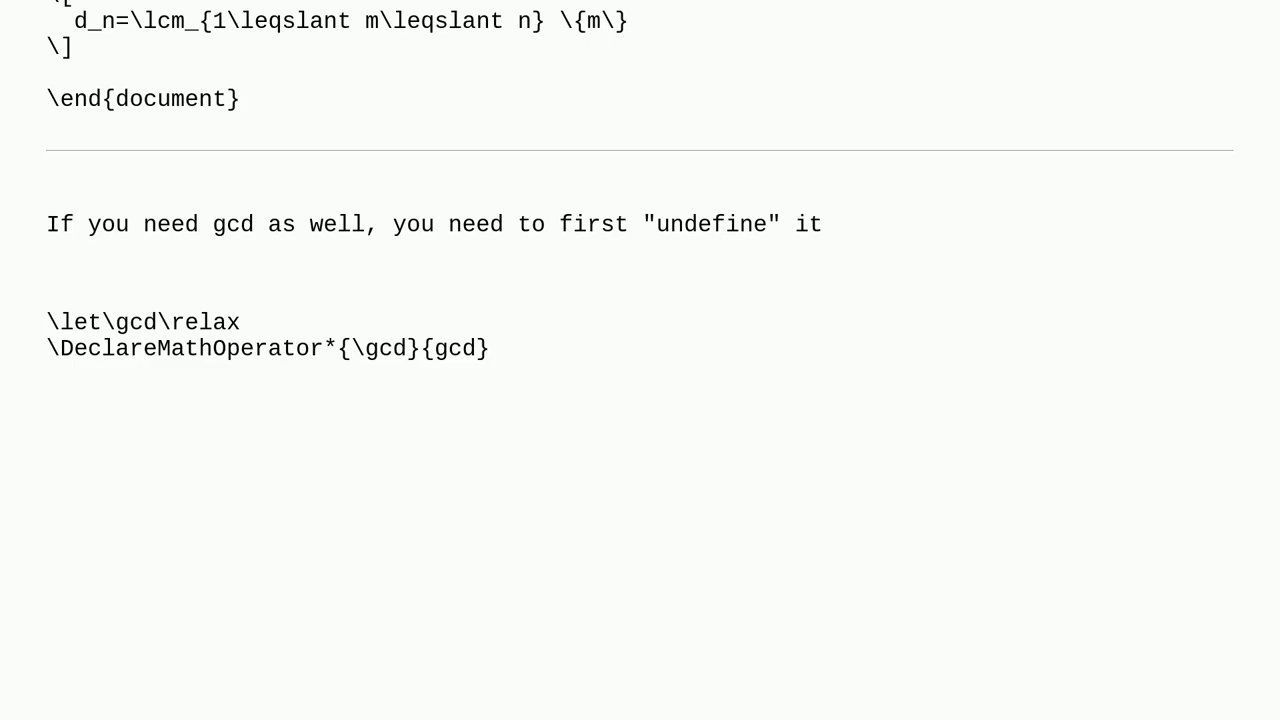 \[
d_n=\lcm_{1\leqslant m\leqslant n} \{m\}
\]
\end{document}
If you need gcd as well, you need to first "undefine" it
\let\gcd\relax
\DeclareMathOperator*{\gcd}{gcd}